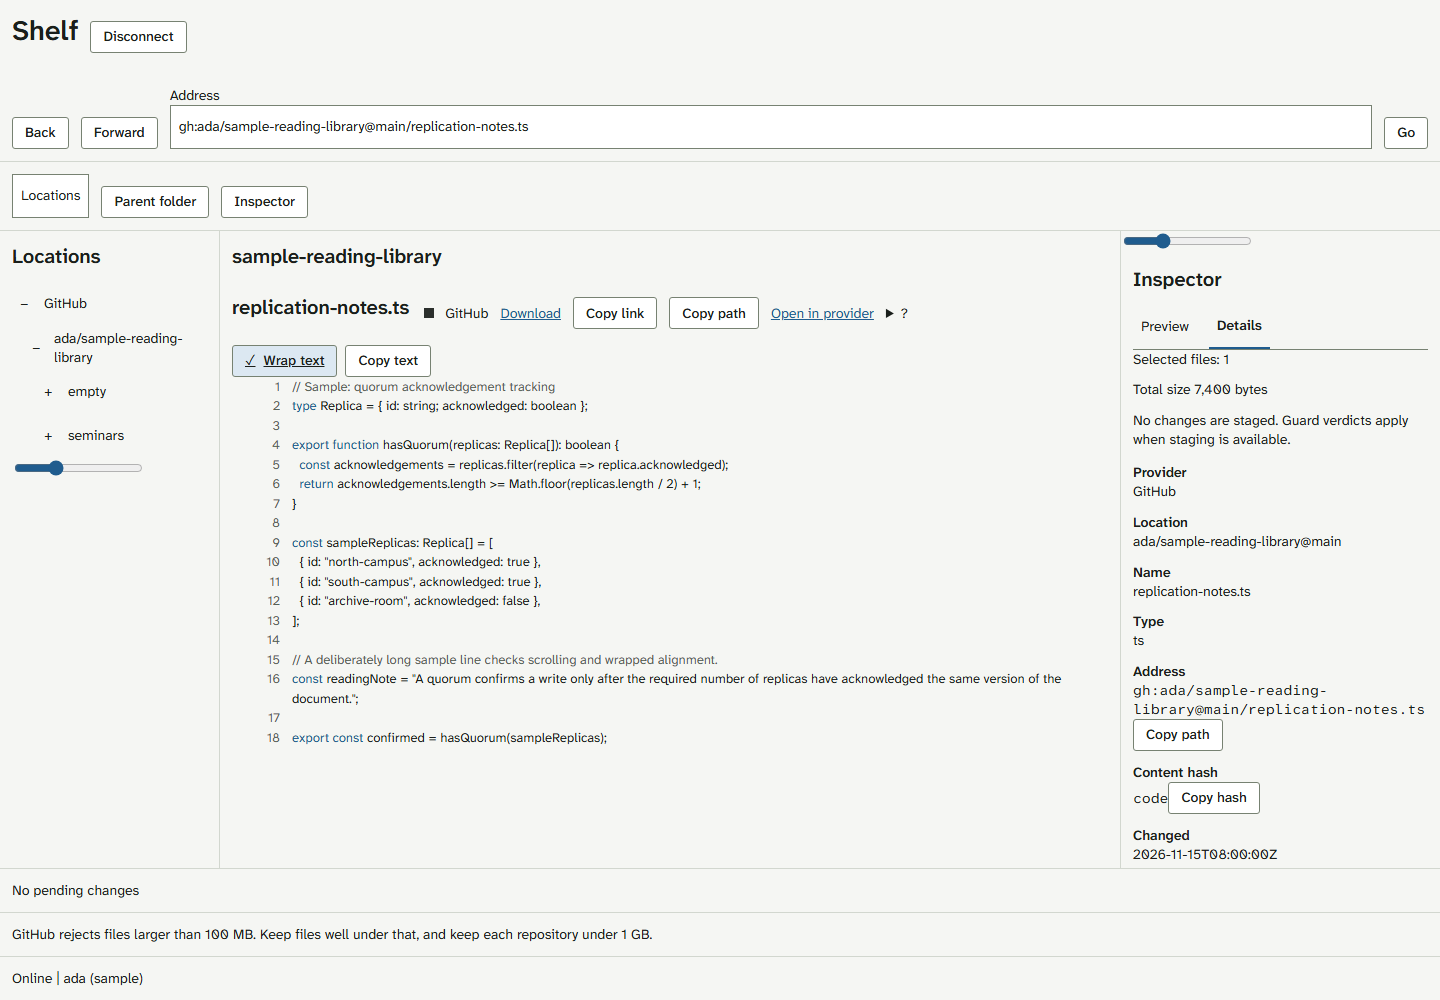 Shelf
Disconnect
Address
Back
Forward
gh:ada/sample-reading-library@main/replication-notes.ts
Go
Locations
Parent folder
Inspector
Locations
− GitHub
− ada/sample-reading-
library
+ empty
+ seminars
sample-reading-library
replication-notes.ts
GitHub
Download
Copy link
Copy path
Open in provider
?
✓ Wrap text
Copy text
1 // Sample: quorum acknowledgement tracking
2 type Replica = { id: string; acknowledged: boolean };
3
4 export function hasQuorum(replicas: Replica[]): boolean {
5   const acknowledgements = replicas.filter(replica => replica.acknowledged);
6   return acknowledgements.length >= Math.floor(replicas.length / 2) + 1;
7 }
8
9 const sampleReplicas: Replica[] = [
10   { id: "north-campus", acknowledged: true },
11   { id: "south-campus", acknowledged: true },
12   { id: "archive-room", acknowledged: false },
13 ];
14
15 // A deliberately long sample line checks scrolling and wrapped alignment.
16 const readingNote = "A quorum confirms a write only after the required number of replicas have acknowledged the same version of the
document.";
17
18 export const confirmed = hasQuorum(sampleReplicas);
Inspector
Preview
Details
Selected files: 1
Total size 7,400 bytes
No changes are staged. Guard verdicts apply
when staging is available.
Provider
GitHub
Location
ada/sample-reading-library@main
Name
replication-notes.ts
Type
ts
Address
gh:ada/sample-reading-
library@main/replication-notes.ts
Copy path
Content hash
code
Copy hash
Changed
2026-11-15T08:00:00Z
No pending changes
GitHub rejects files larger than 100 MB. Keep files well under that, and keep each repository under 1 GB.
Online | ada (sample)